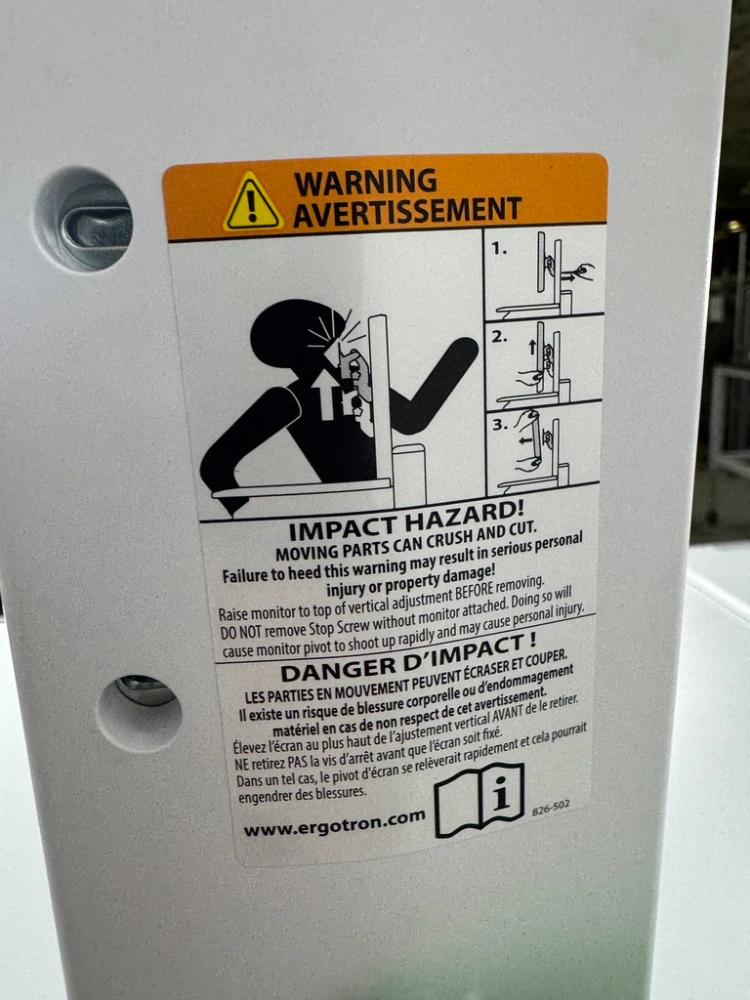 WARNING
AVERTISSEMENT
1.
2.
3.
IMPACT HAZARD!
MOVING PARTS CAN CRUSH AND CUT.
Failure to heed this warning may result in serious personal
injury or property damage!
Raise monitor to top of vertical adjustment BEFORE removing.
DO NOT remove Stop Screw without monitor attached. Doing so will
cause monitor pivot to shoot up rapidly and may cause personal injury.
DANGER D'IMPACT !
LES PARTIES EN MOUVEMENT PEUVENT ÉCRASER ET COUPER.
Il existe un risque de blessure corporelle ou d'endommagement
matériel en cas de non respect de cet avertissement.
Élevez l'écran au plus haut de l'ajustement vertical AVANT de le retirer.
NE retirez PAS la vis d'arrêt avant que l'écran soit fixé.
Dans un tel cas, le pivot d'écran se relèverait rapidement et cela pourrait
engendrer des blessures.
www.ergotron.com
i
826-502